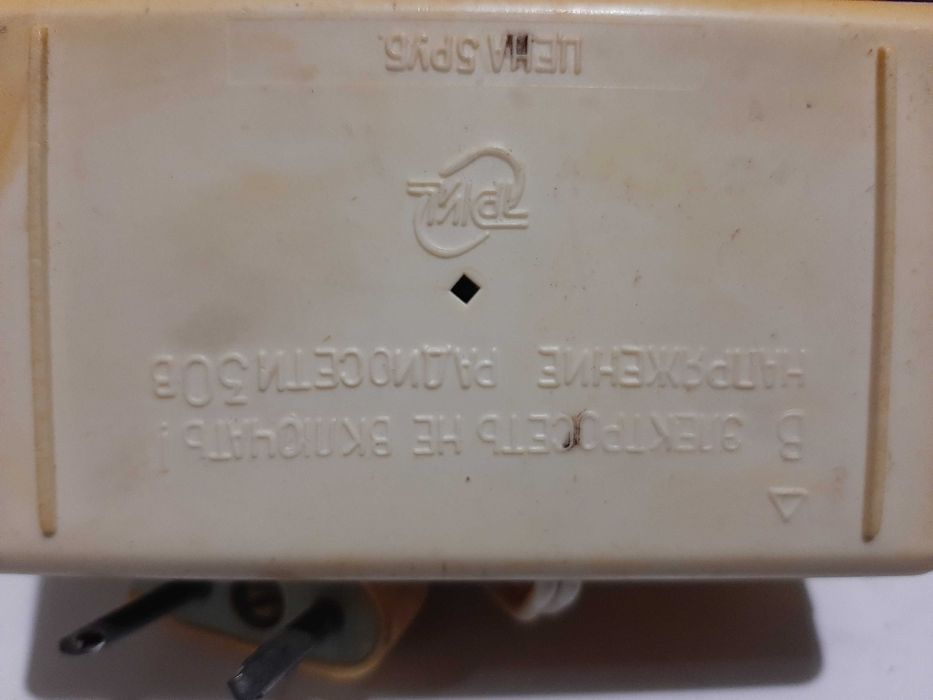 В ЭЛЕКТРОСЕТЬ НЕ ВКЛЮЧАТЬ!
НАПРЯЖЕНИЕ РАДИОСЕТИ 30В
ЦЕНА 5РУБ.